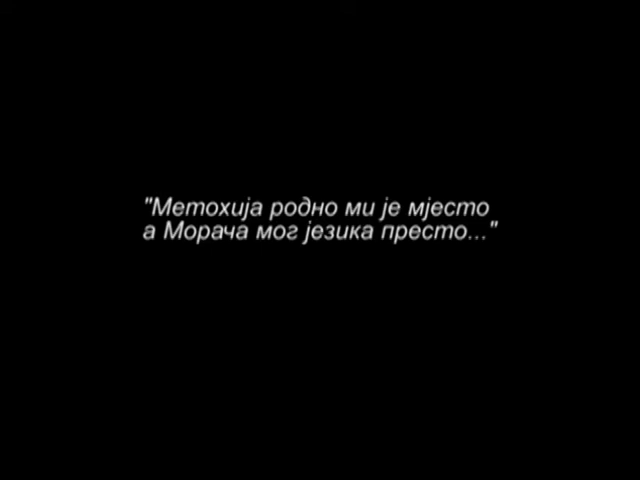 "Метохија родно ми је мјесто
а Морача мог језика престо..."